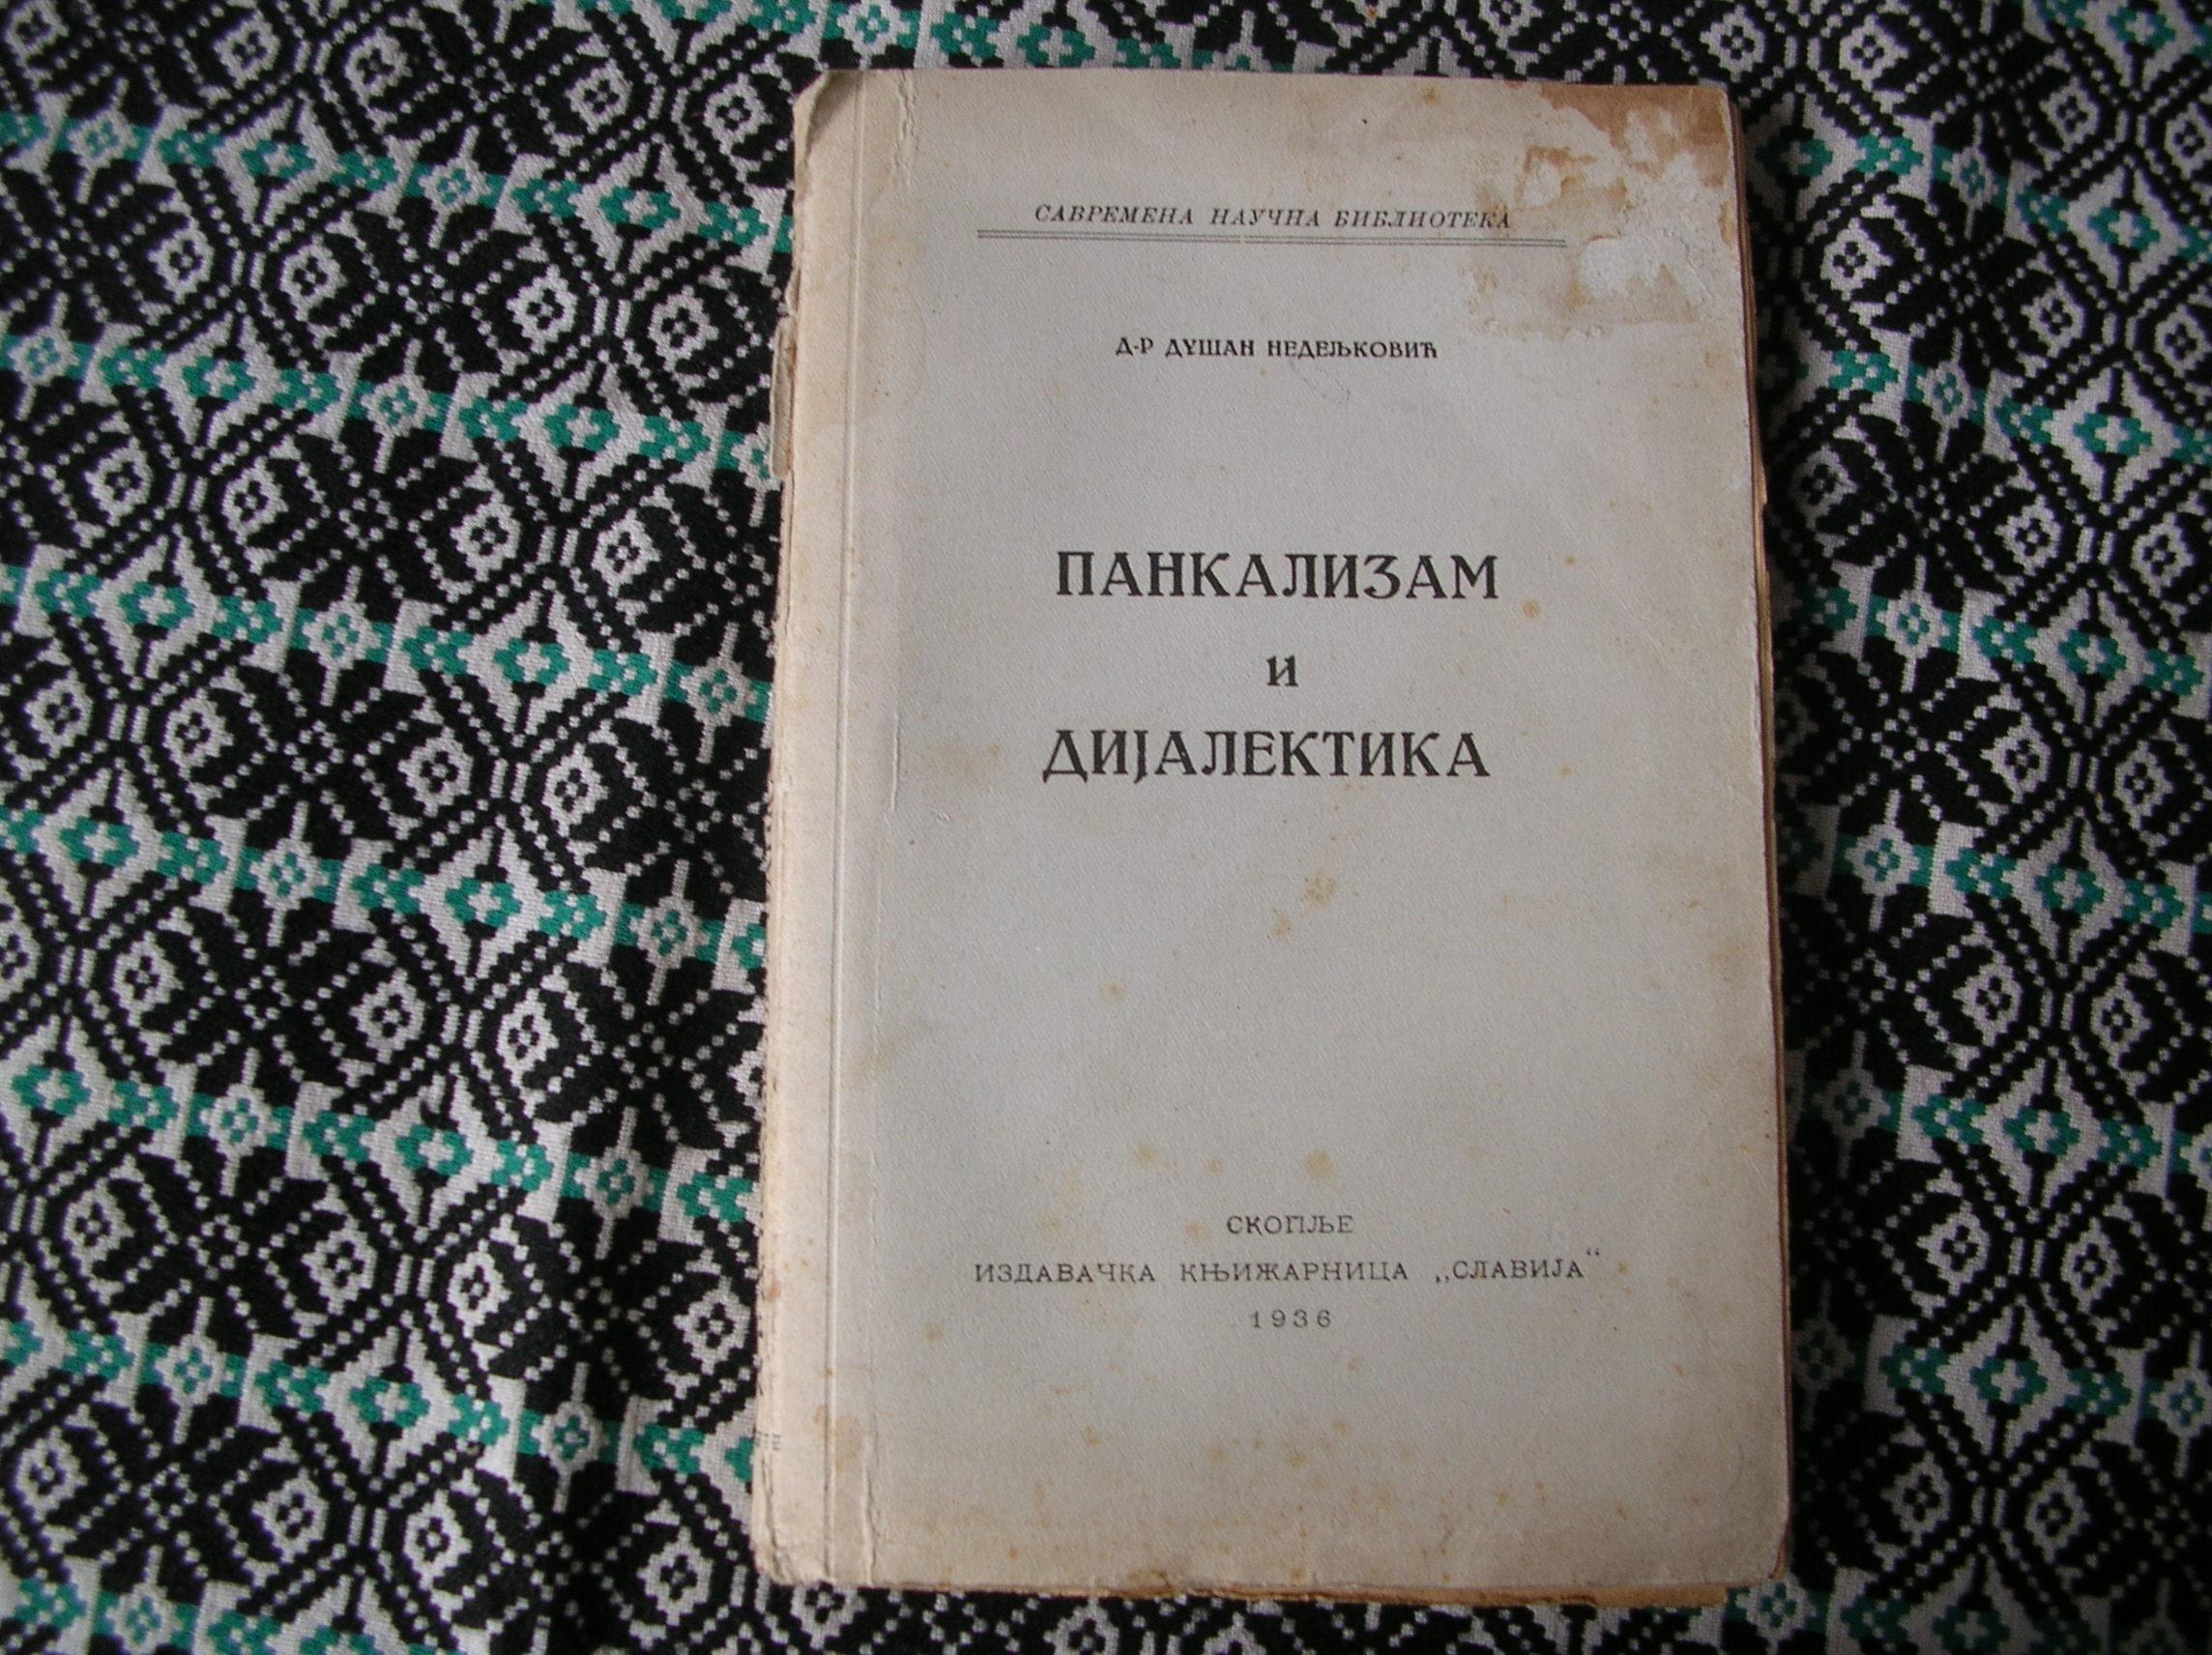 САВРЕМЕНА НАУЧНА БИБЛИОТЕКА
Д-Р ДУШАН НЕДЕЉКОВИЋ
ПАНКАЛИЗАМ
И
ДИЈАЛЕКТИКА
СКОПЉЕ
ИЗДАВАЧКА КЊИЖАРНИЦА „СЛАВИЈА“
1936